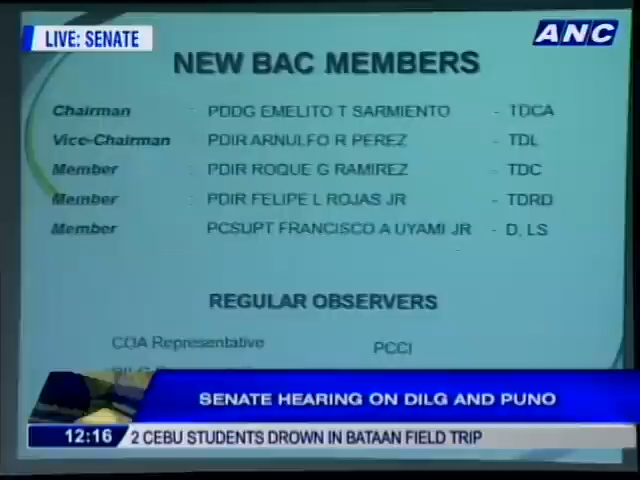 LIVE: SENATE
ANC
NEW BAC MEMBERS
Chairman : PDDG EMELITO T SARMIENTO - TDCA
Vice-Chairman : PDIR ARNULFO R PEREZ - TDL
Member : PDIR ROQUE G RAMIREZ - TDC
Member : PDIR FELIPE L ROJAS JR - TDRD
Member PCSUPT FRANCISCO A UYAMI JR - D, LS
REGULAR OBSERVERS
COA Representative PCCI
SENATE HEARING ON DILG AND PUNO
12:16 2 CEBU STUDENTS DROWN IN BATAAN FIELD TRIP